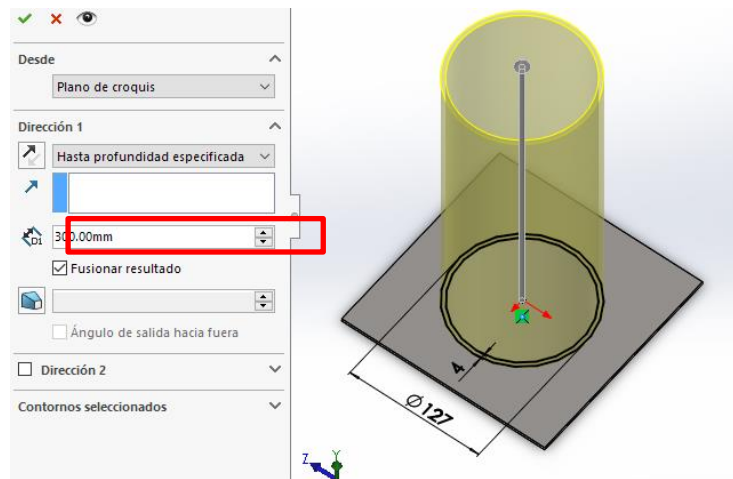 Desde
Plano de croquis
Dirección 1
Hasta profundidad especificada
D1
300.00mm
Fusionar resultado
Ángulo de salida hacia fuera
Dirección 2
Contornos seleccionados
4
Ø127
Z
Y